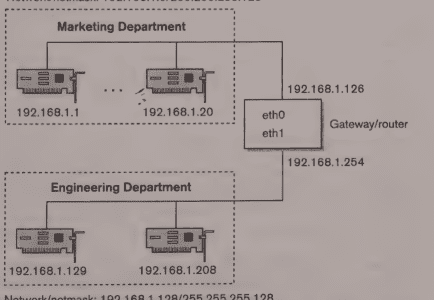 Marketing Department
192.168.1.1
192.168.1.20
192.168.1.126
eth0
eth1
Gateway/router
192.168.1.254
Engineering Department
192.168.1.129
192.168.1.208
Network/netmask: 192.168.1.128/255.255.255.128